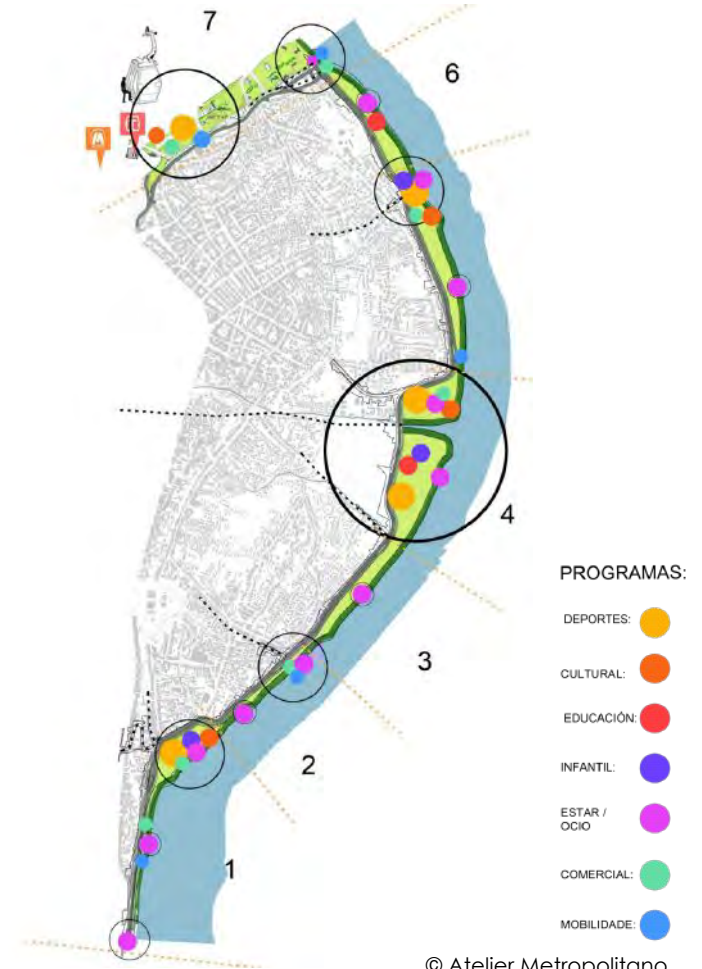 7
6
4
3
2
1
PROGRAMAS:
DEPORTES:
CULTURAL:
EDUCACIÓN:
INFANTIL:
ESTAR /
OCIO
COMERCIAL:
MOBILIDADE:
© Atelier Metropolitano